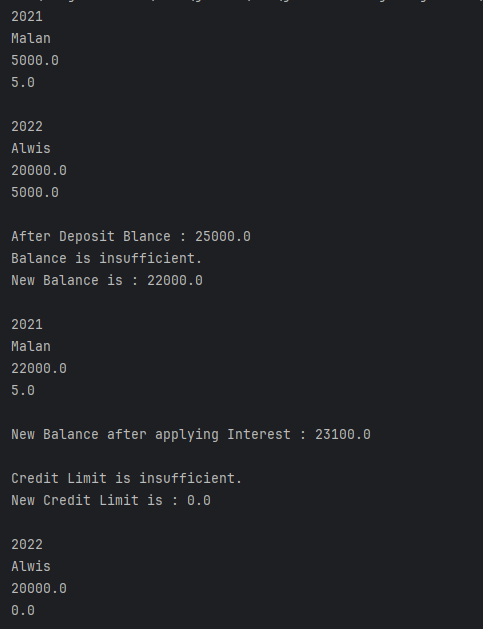 2021
Malan
5000.0
5.0
2022
Alwis
20000.0
5000.0
After Deposit Blance : 25000.0
Balance is insufficient.
New Balance is : 22000.0
2021
Malan
22000.0
5.0
New Balance after applying Interest : 23100.0
Credit Limit is insufficient.
New Credit Limit is : 0.0
2022
Alwis
20000.0
0.0